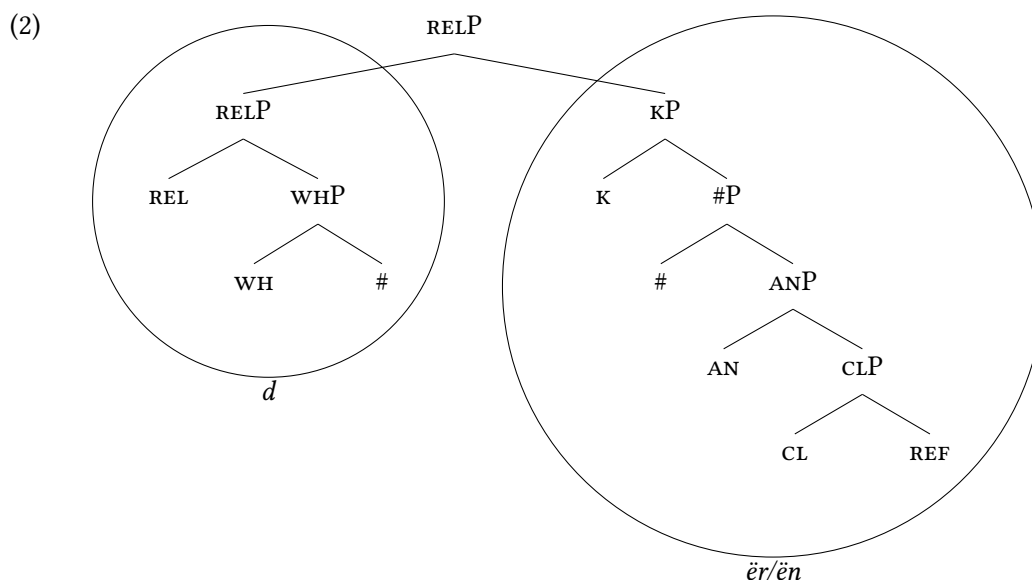 (2)
RELP
RELP KP
REL WHP K #P
WH # # ANP
AN CLP
CL REF
d
ër/ën